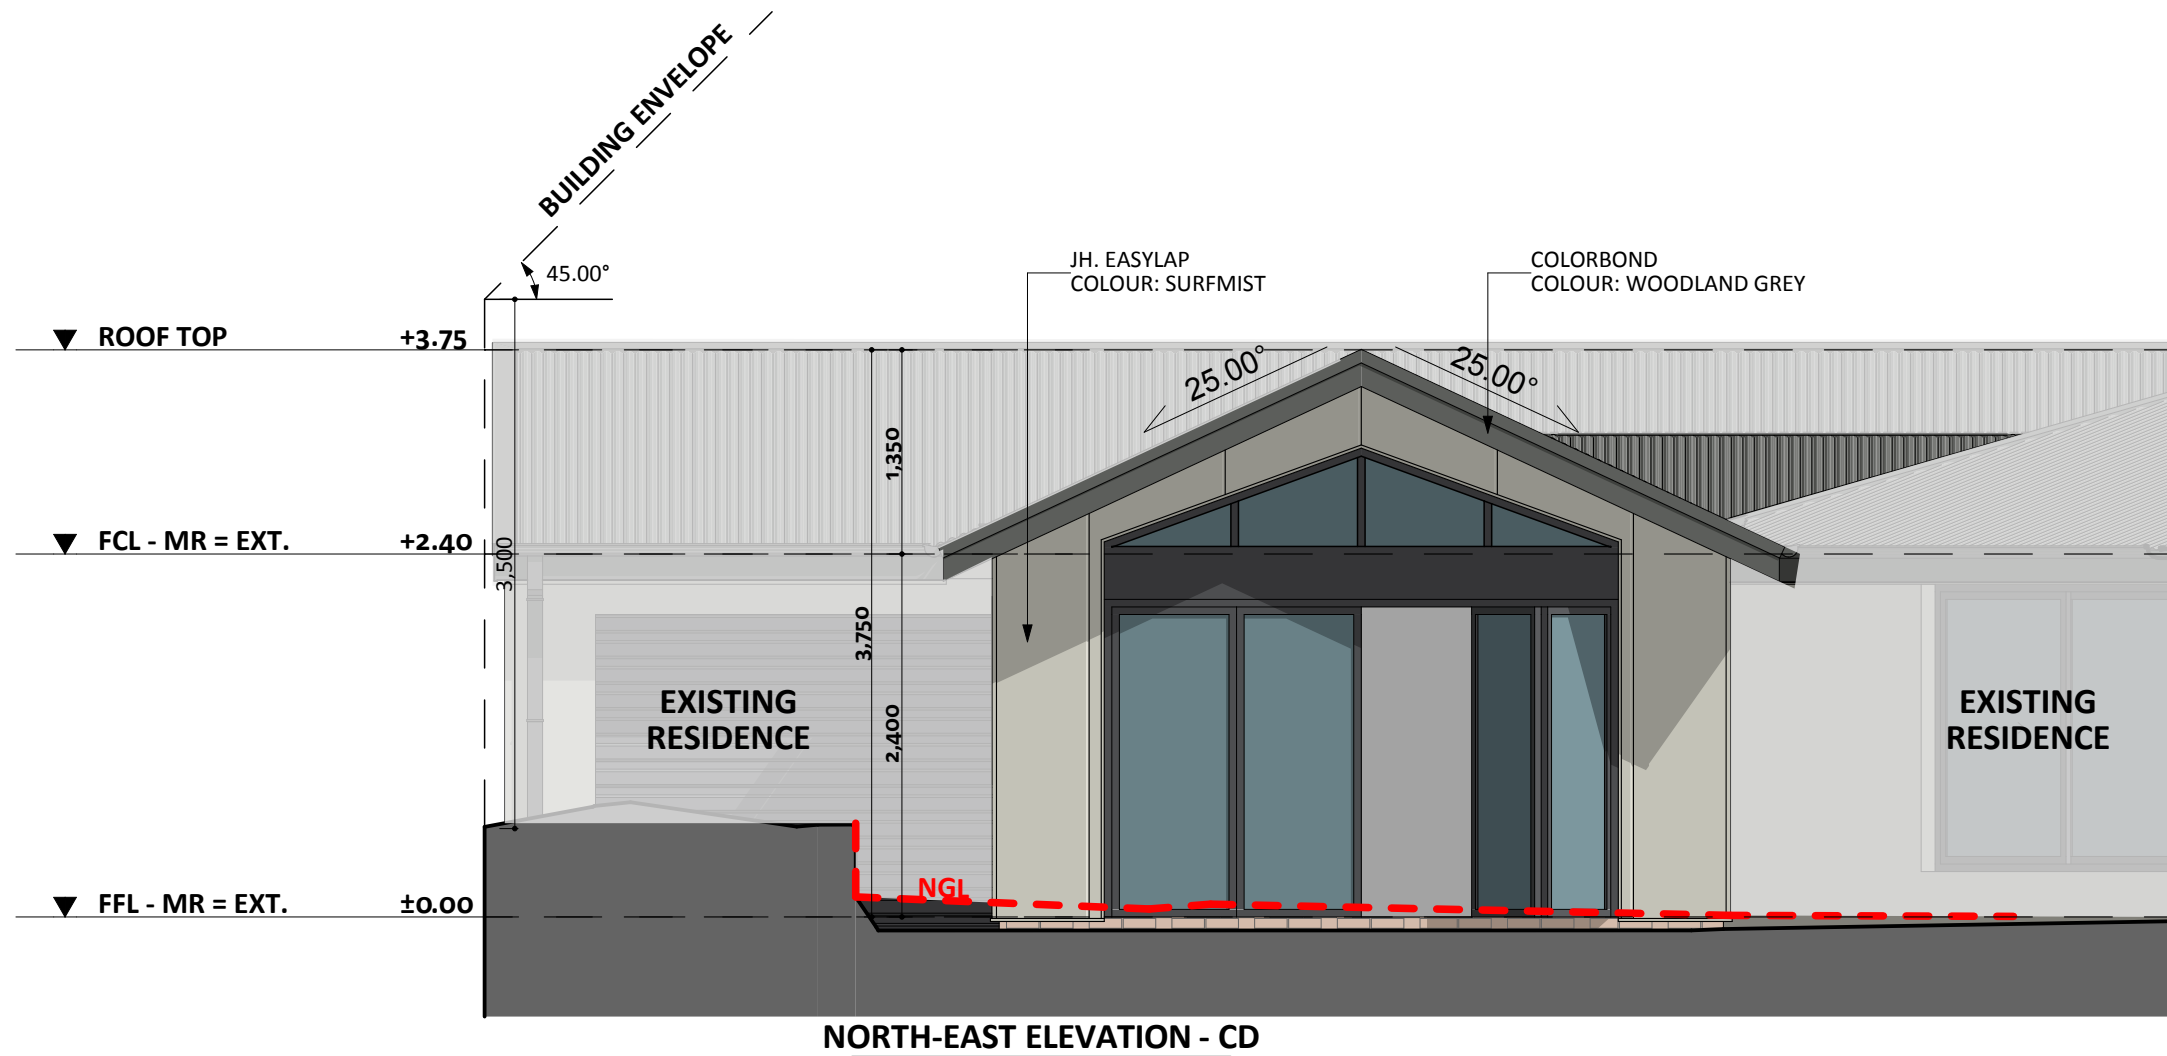 BUILDING ENVELOPE
45.00°
JH. EASYLAP
COLOUR: SURFMIST
COLORBOND
COLOUR: WOODLAND GREY
ROOF TOP +3.75
25.00°
25.00°
1,350
FCL - MR = EXT. +2.40
3,500
3,750
2,400
EXISTING
RESIDENCE
EXISTING
RESIDENCE
NGL
FFL - MR = EXT. ±0.00
NORTH-EAST ELEVATION - CD